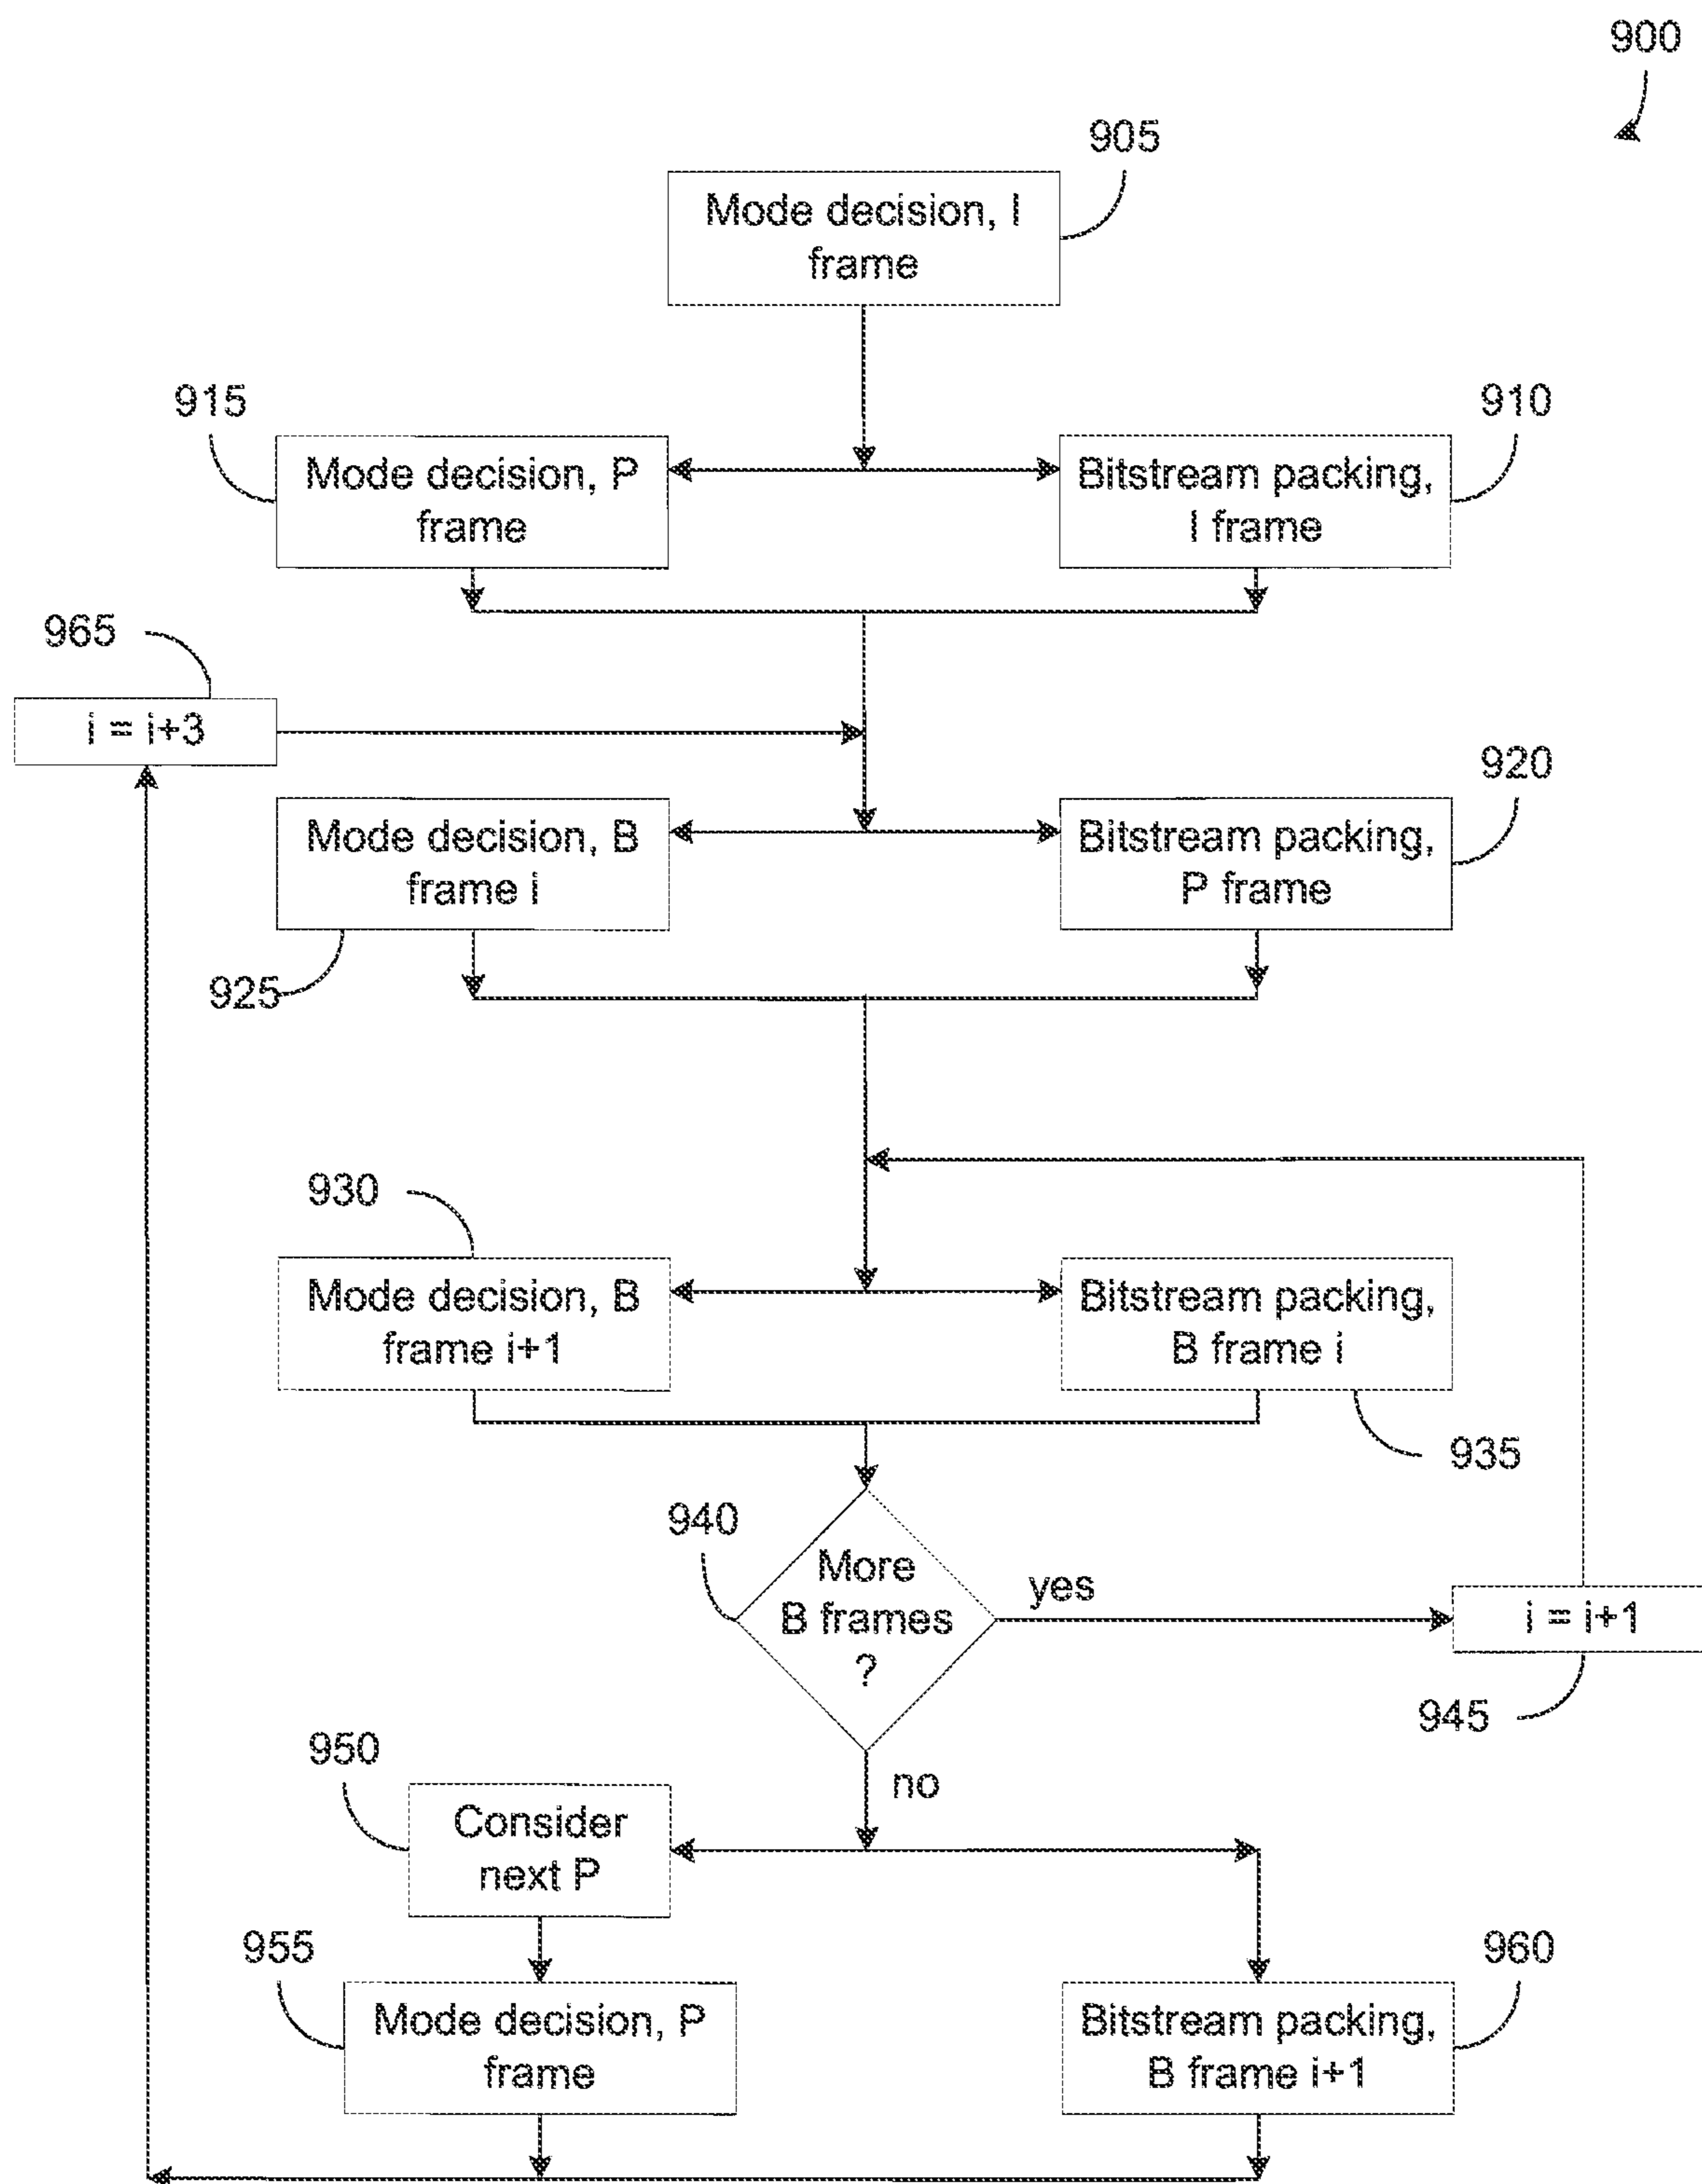 900
905
Mode decision, I
frame
915
910
Mode decision, P
frame
Bitstream packing,
I frame
965
i = i+3
920
Mode decision, B
frame i
Bitstream packing,
P frame
925
930
Mode decision, B
frame i+1
Bitstream packing,
B frame i
935
940
More
B frames
?
yes
i = i+1
945
950
no
Consider
next P
955
960
Mode decision, P
frame
Bitstream packing,
B frame i+1